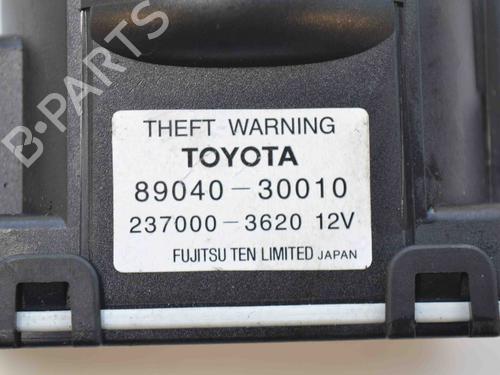 B-PARTS
THEFT WARNING
TOYOTA
89040-30010
237000-3620 12V
FUJITSU TEN LIMITED JAPAN